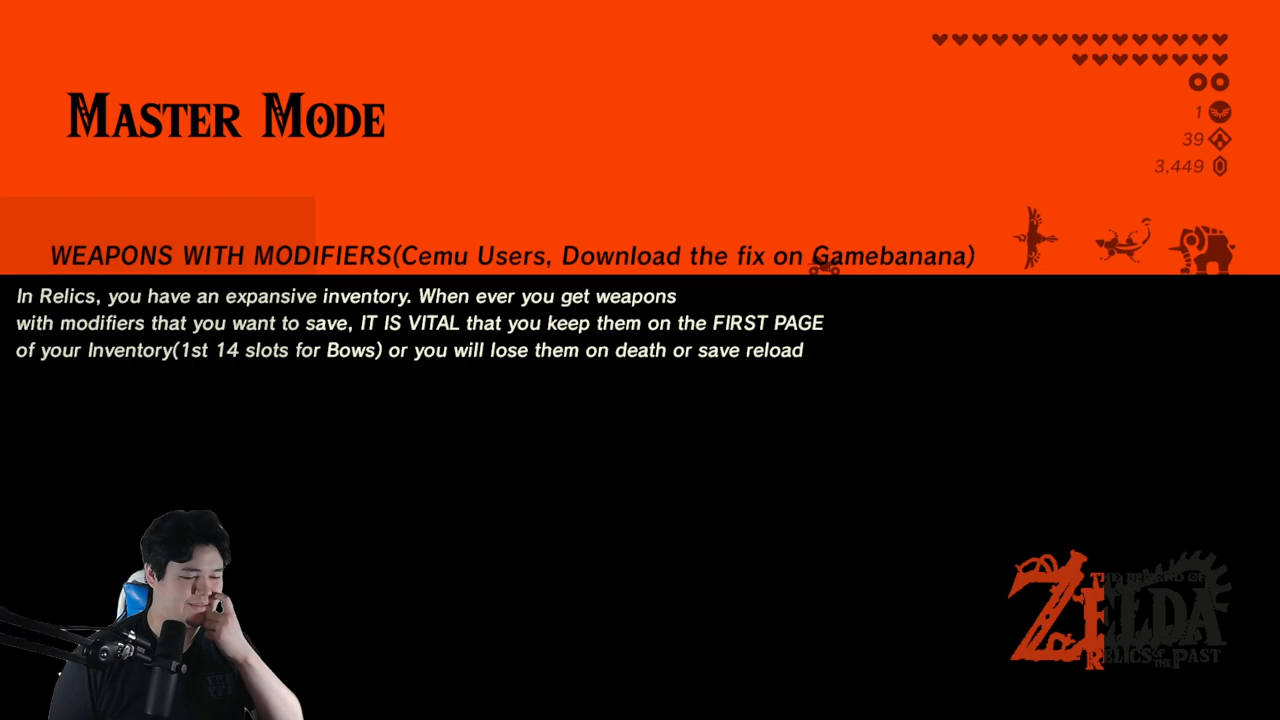 Master Mode
1
39
3,449
WEAPONS WITH MODIFIERS(Cemu Users, Download the fix on Gamebanana)
In Relics, you have an expansive inventory. When ever you get weapons
with modifiers that you want to save, IT IS VITAL that you keep them on the FIRST PAGE
of your Inventory(1st 14 slots for Bows) or you will lose them on death or save reload
THE LEGEND OF
ZELDA
RELICS OF THE PAST